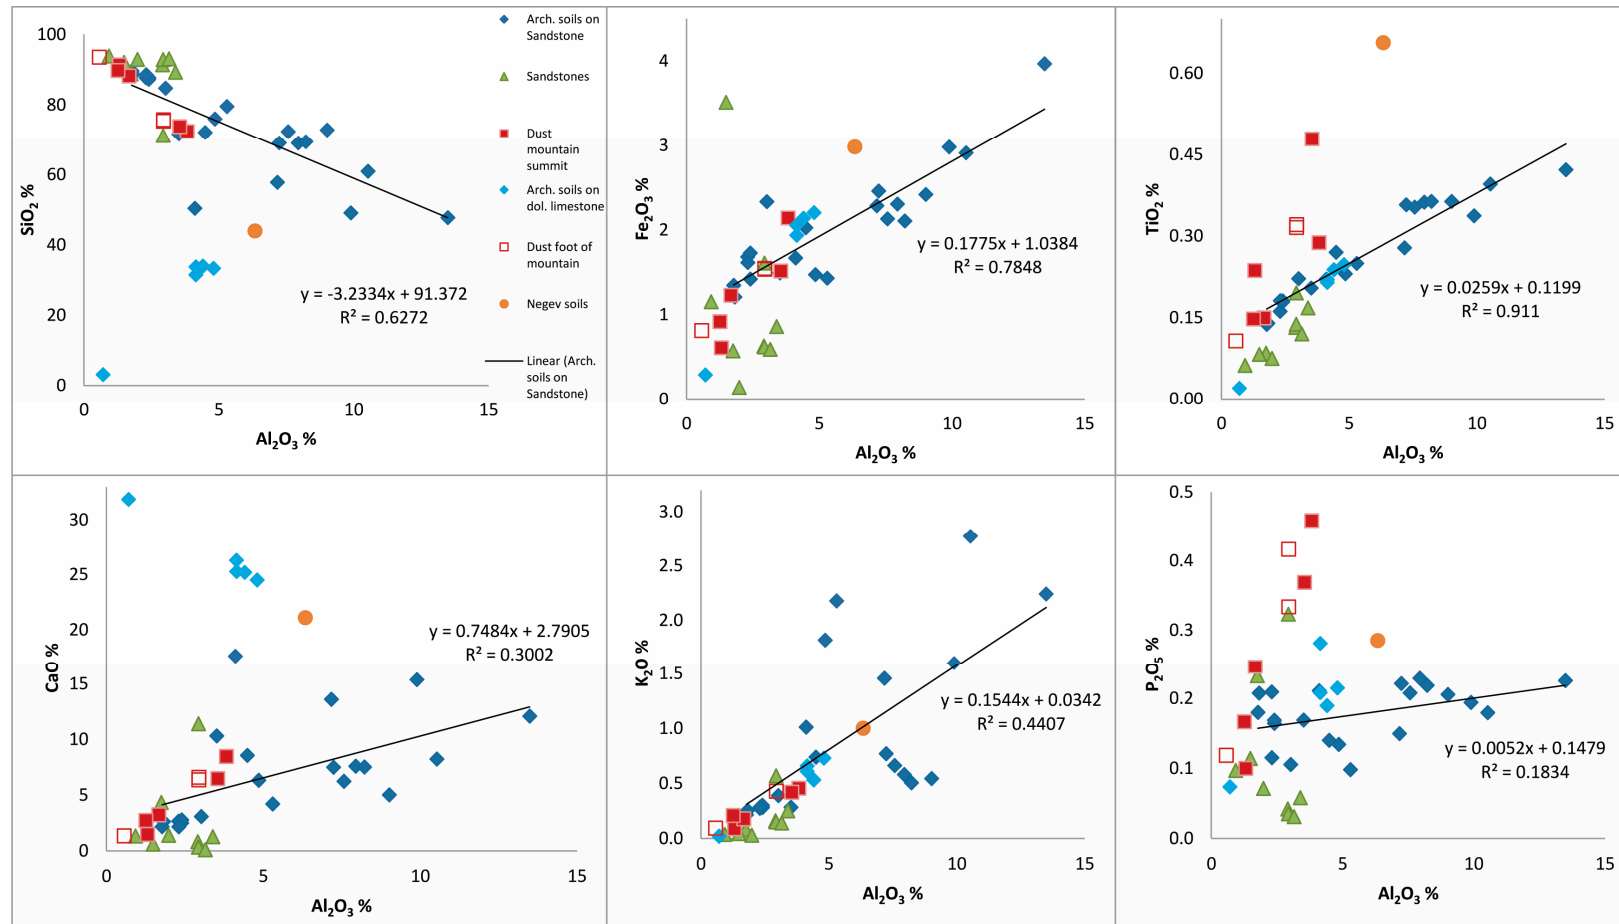 100
80
60
40
20
0
0 5 10 15
SiO₂ %
Al₂O₃ %
y = -3.2334x + 91.372
R² = 0.6272
Arch. soils on
Sandstone
Sandstones
Dust
mountain
summit
Arch. soils on
dol. limestone
Dust foot of
mountain
Negev soils
Linear (Arch.
soils on
Sandstone)
4
3
2
1
0
0 5 10 15
Fe₂O₃ %
Al₂O₃ %
y = 0.1775x + 1.0384
R² = 0.7848
0.60
0.45
0.30
0.15
0.00
0 5 10 15
TiO₂ %
Al₂O₃ %
y = 0.0259x + 0.1199
R² = 0.911
30
25
20
15
10
5
0
0 5 10 15
CaO %
Al₂O₃ %
y = 0.7484x + 2.7905
R² = 0.3002
3.0
2.5
2.0
1.5
1.0
0.5
0.0
0 5 10 15
K₂O %
Al₂O₃ %
y = 0.1544x + 0.0342
R² = 0.4407
0.5
0.4
0.3
0.2
0.1
0.0
0 5 10 15
P₂O₅ %
Al₂O₃ %
y = 0.0052x + 0.1479
R² = 0.1834